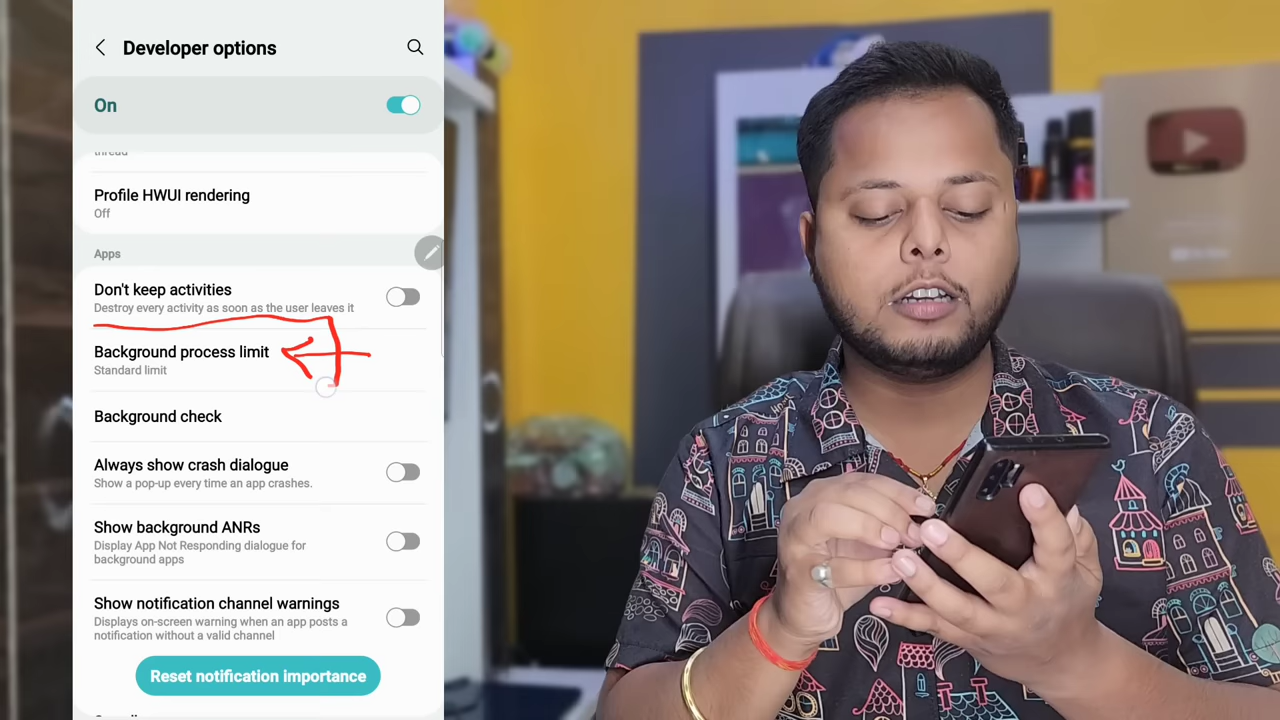 Developer options
On
thread
Profile HWUI rendering
Off
Apps
Don't keep activities
Destroy every activity as soon as the user leaves it
Background process limit
Standard limit
Background check
Always show crash dialogue
Show a pop-up every time an app crashes.
Show background ANRs
Display App Not Responding dialogue for
background apps
Show notification channel warnings
Displays on-screen warning when an app posts a
notification without a valid channel
Reset notification importance